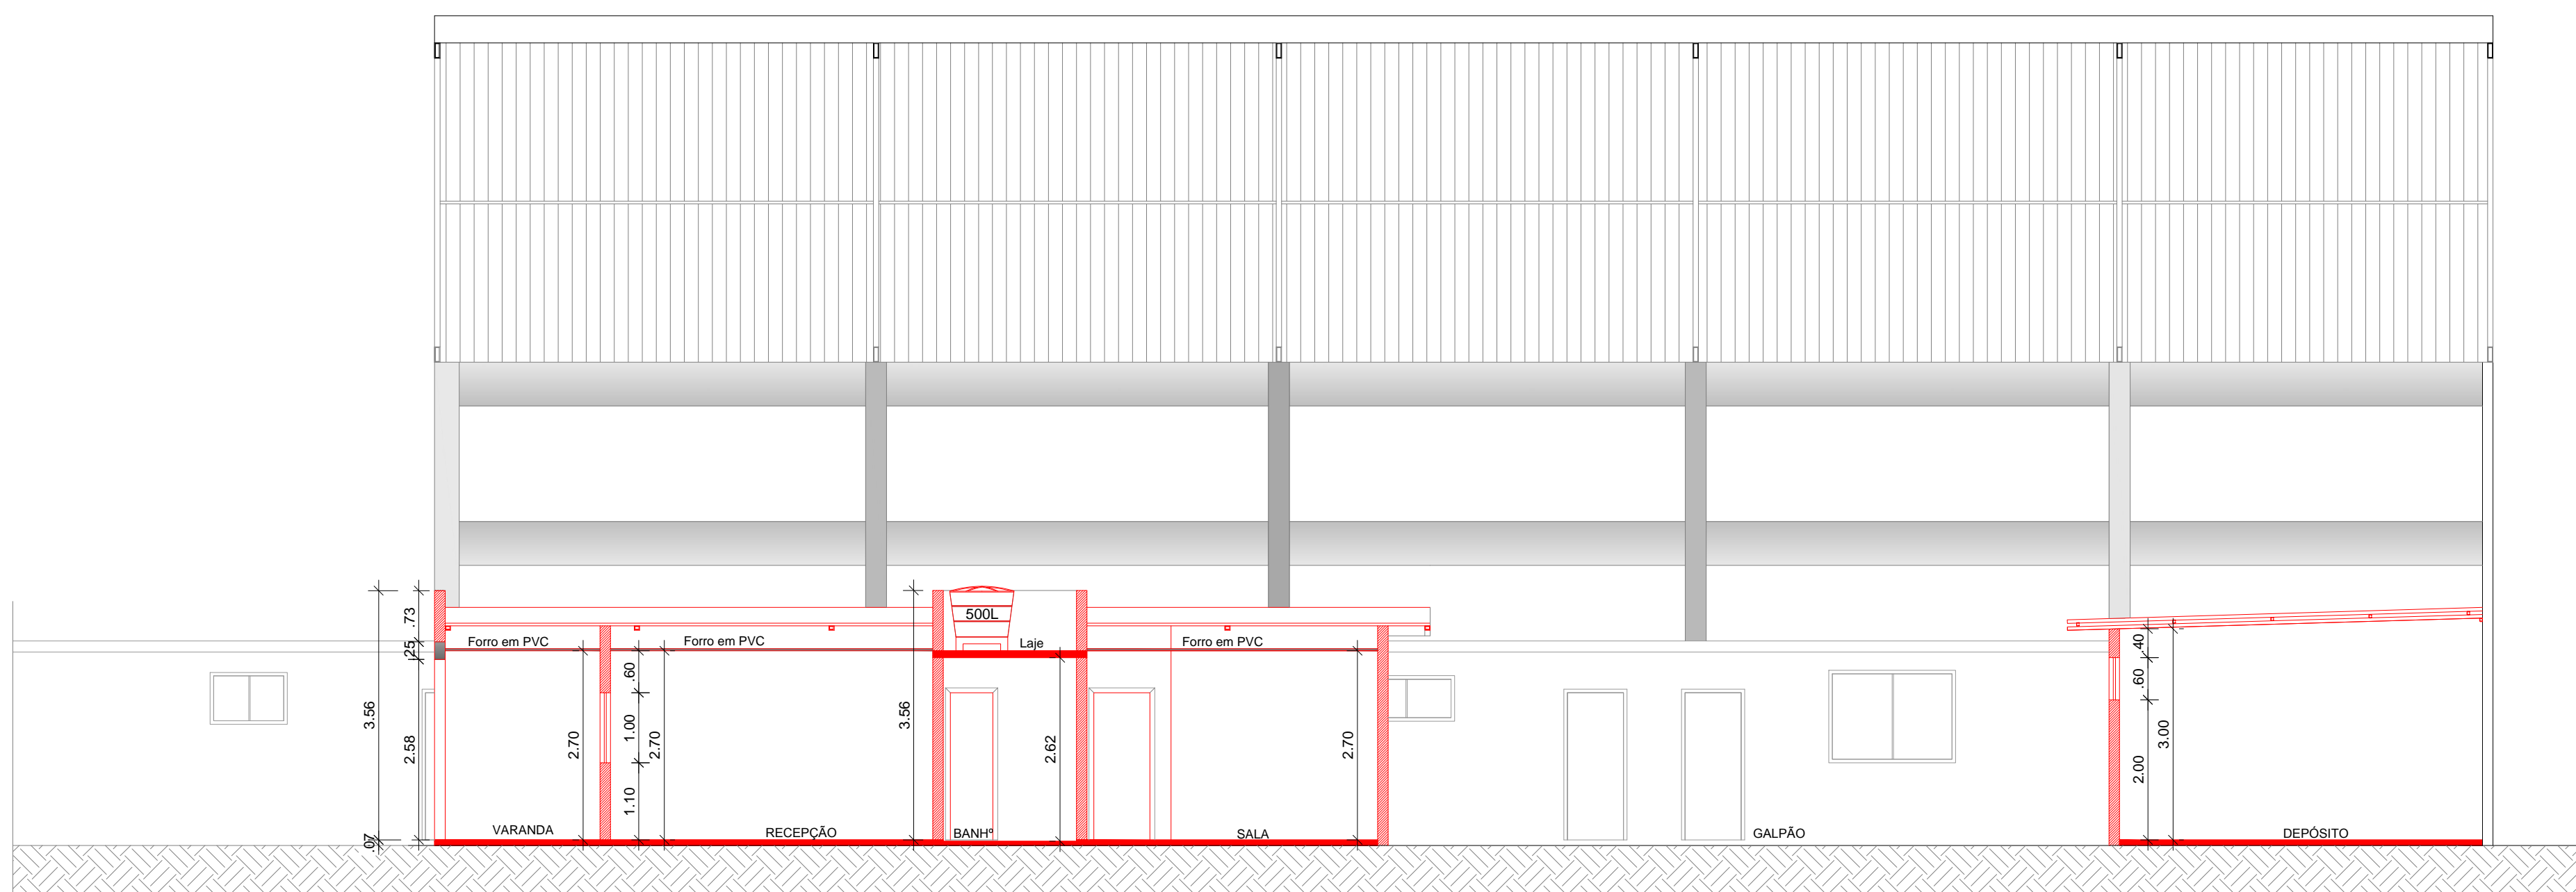 500L
Forro em PVC
Forro em PVC
Laje
Forro em PVC
.73
.25
3.56
2.58
.07
2.70
.60
1.00
2.70
1.10
3.56
2.62
2.70
.40
.60
3.00
2.00
VARANDA
RECEPÇÃO
BANHº
SALA
GALPÃO
DEPÓSITO